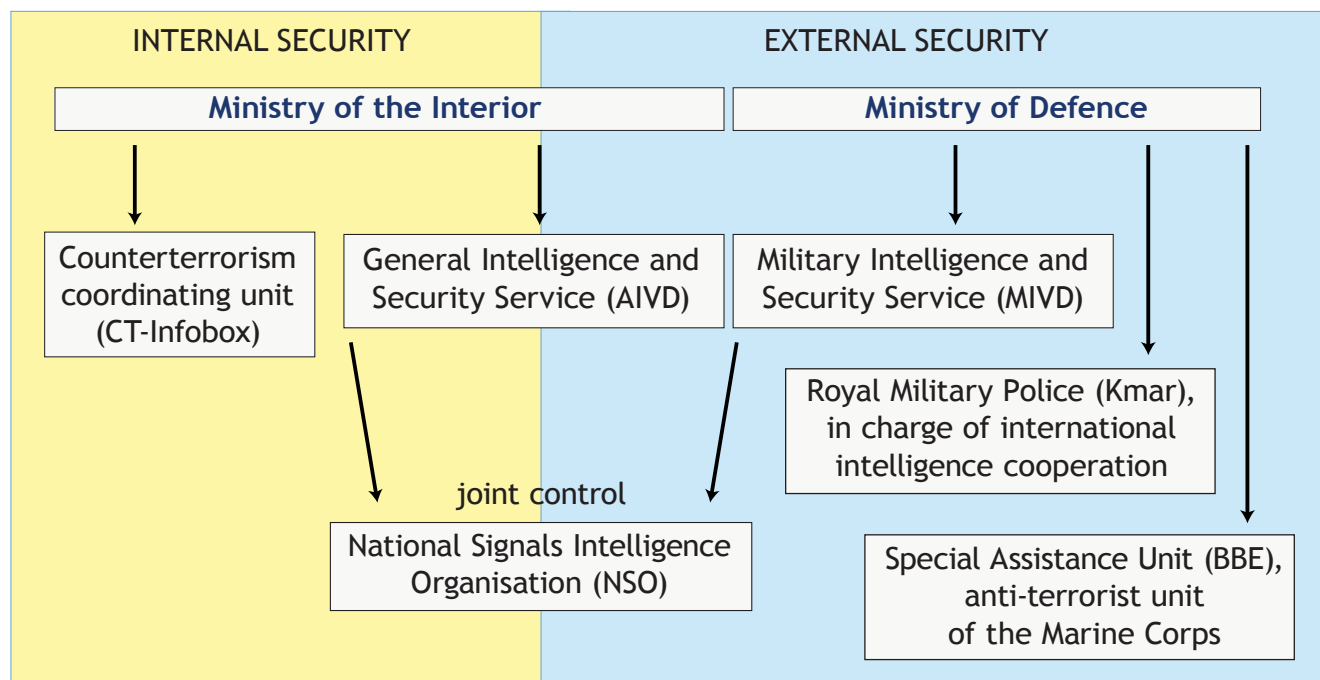 INTERNAL SECURITY
EXTERNAL SECURITY
Ministry of the Interior
Ministry of Defence
Counterterrorism
coordinating unit
(CT-Infobox)
General Intelligence and
Security Service (AIVD)
Military Intelligence and
Security Service (MIVD)
Royal Military Police (Kmar),
in charge of international
intelligence cooperation
joint control
National Signals Intelligence
Organisation (NSO)
Special Assistance Unit (BBE),
anti-terrorist unit
of the Marine Corps